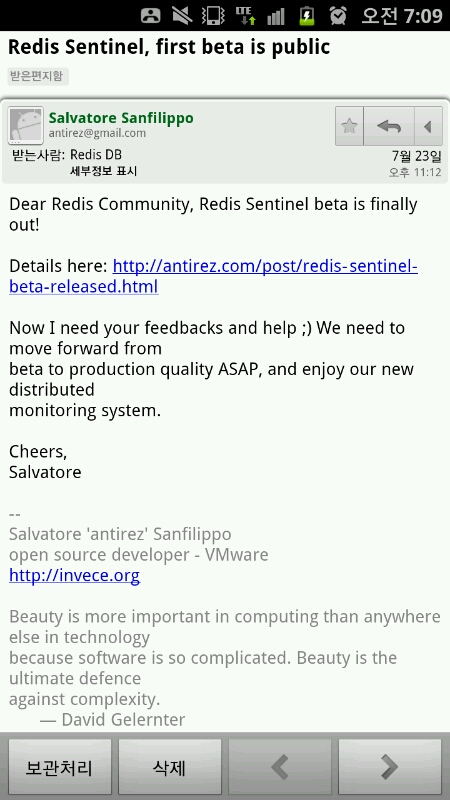 LTE 오전 7:09
Redis Sentinel, first beta is public
받은편지함
Salvatore Sanfilippo
antirez@gmail.com
받는사람: Redis DB 7월 23일
세부정보 표시 오후 11:12
Dear Redis Community, Redis Sentinel beta is finally
out!
Details here: http://antirez.com/post/redis-sentinel-
beta-released.html
Now I need your feedbacks and help ;) We need to
move forward from
beta to production quality ASAP, and enjoy our new
distributed
monitoring system.
Cheers,
Salvatore
--
Salvatore 'antirez' Sanfilippo
open source developer - VMware
http://invece.org
Beauty is more important in computing than anywhere
else in technology
because software is so complicated. Beauty is the
ultimate defence
against complexity.
— David Gelernter
보관처리 삭제